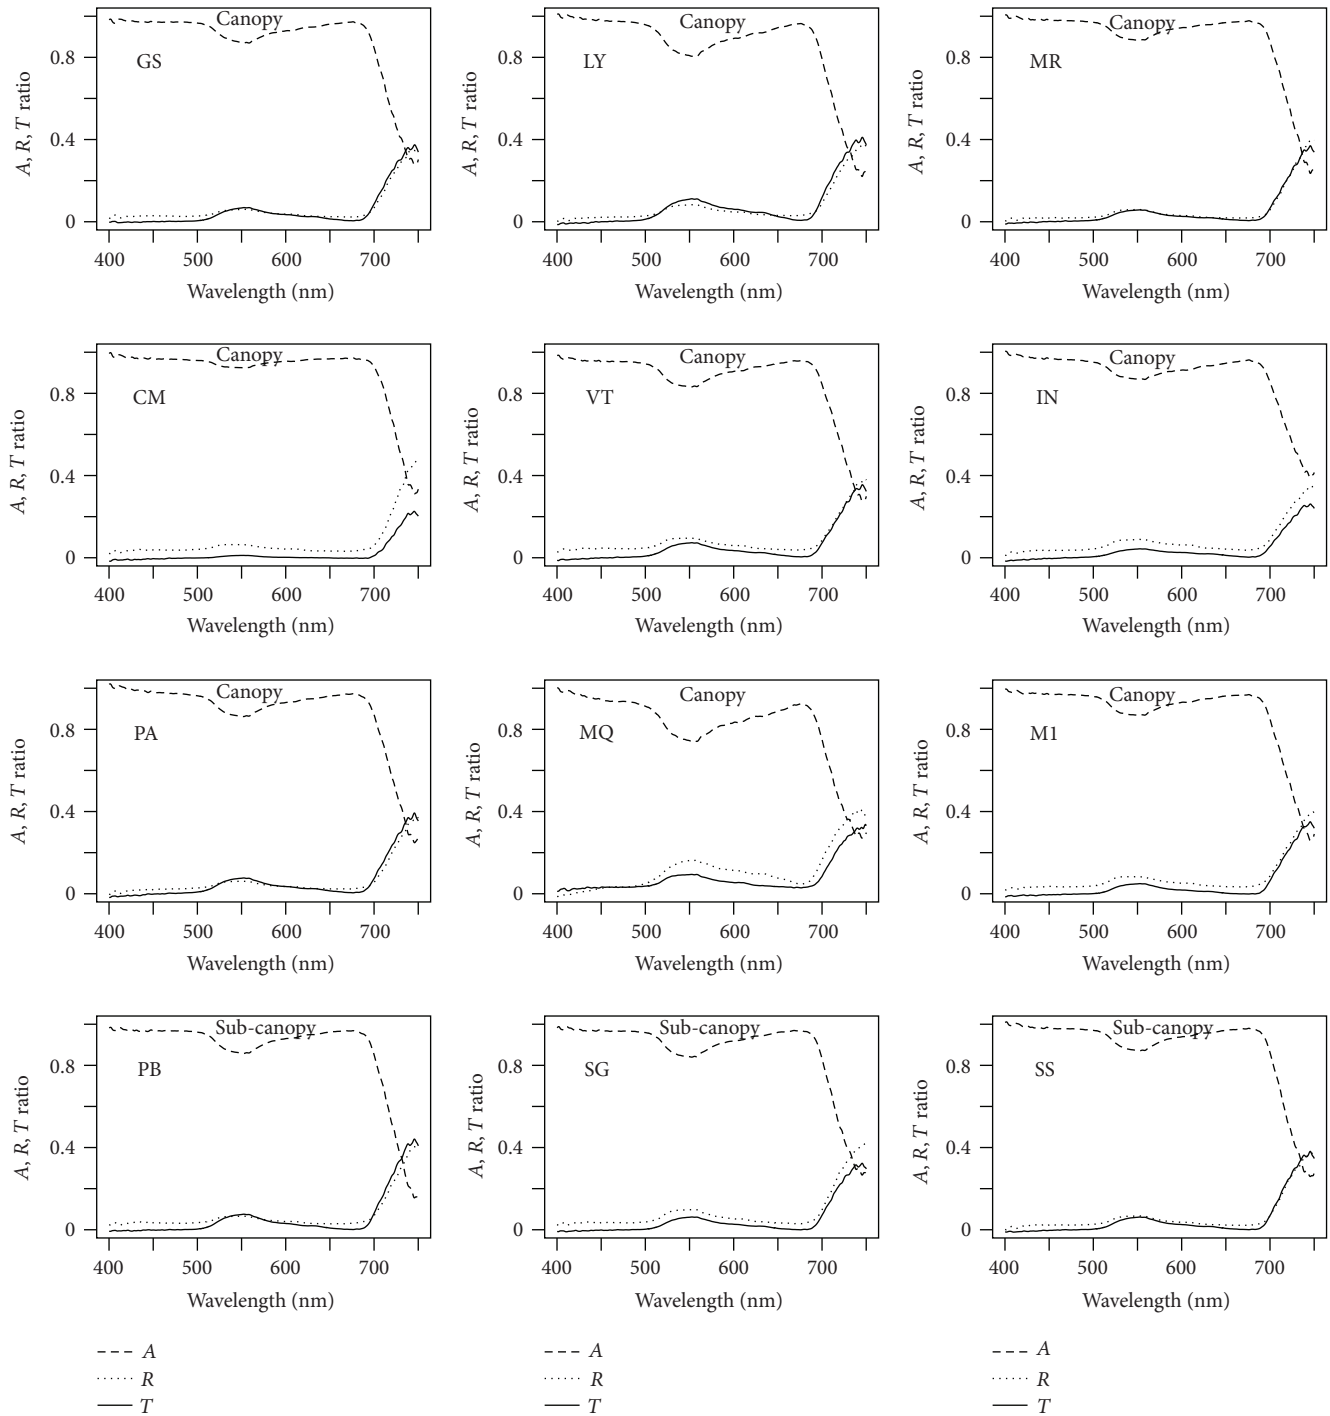 Canopy
GS
0.8
0.4
0
A, R, T ratio
400 500 600 700
Wavelength (nm)
Canopy
LY
0.8
0.4
0
A, R, T ratio
400 500 600 700
Wavelength (nm)
Canopy
MR
0.8
0.4
0
A, R, T ratio
400 500 600 700
Wavelength (nm)
Canopy
CM
0.8
0.4
0
A, R, T ratio
400 500 600 700
Wavelength (nm)
Canopy
VT
0.8
0.4
0
A, R, T ratio
400 500 600 700
Wavelength (nm)
Canopy
IN
0.8
0.4
0
A, R, T ratio
400 500 600 700
Wavelength (nm)
Canopy
PA
0.8
0.4
0
A, R, T ratio
400 500 600 700
Wavelength (nm)
Canopy
MQ
0.8
0.4
0
A, R, T ratio
400 500 600 700
Wavelength (nm)
Canopy
M1
0.8
0.4
0
A, R, T ratio
400 500 600 700
Wavelength (nm)
Sub-canopy
PB
0.8
0.4
0
A, R, T ratio
400 500 600 700
Wavelength (nm)
Sub-canopy
SG
0.8
0.4
0
A, R, T ratio
400 500 600 700
Wavelength (nm)
Sub-canopy
SS
0.8
0.4
0
A, R, T ratio
400 500 600 700
Wavelength (nm)
A
R
T
A
R
T
A
R
T